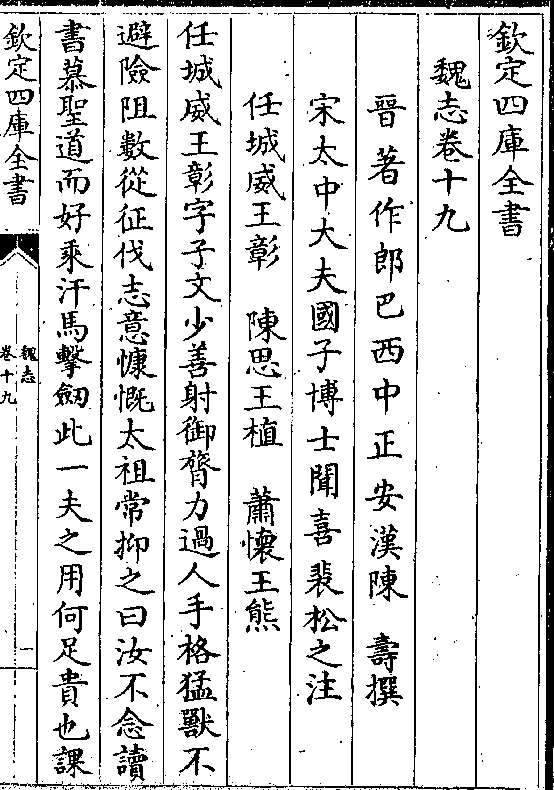 欽定四庫全書
魏志卷十九
晉著作郎巴西中正安漢陳 壽撰
宋太中大夫國子博士聞喜裴松之注
任城威王彰 陳思王植 蕭懷王熊
任城威王彰字子文少善射御膂力過人手格猛獸不
避險阻數從征伐志意慷慨太祖常抑之曰汝不念讀
書慕聖道而好乘汗馬擊劒此一夫之用何足貴也課
欽定四庫全書
魏志
卷十九
一